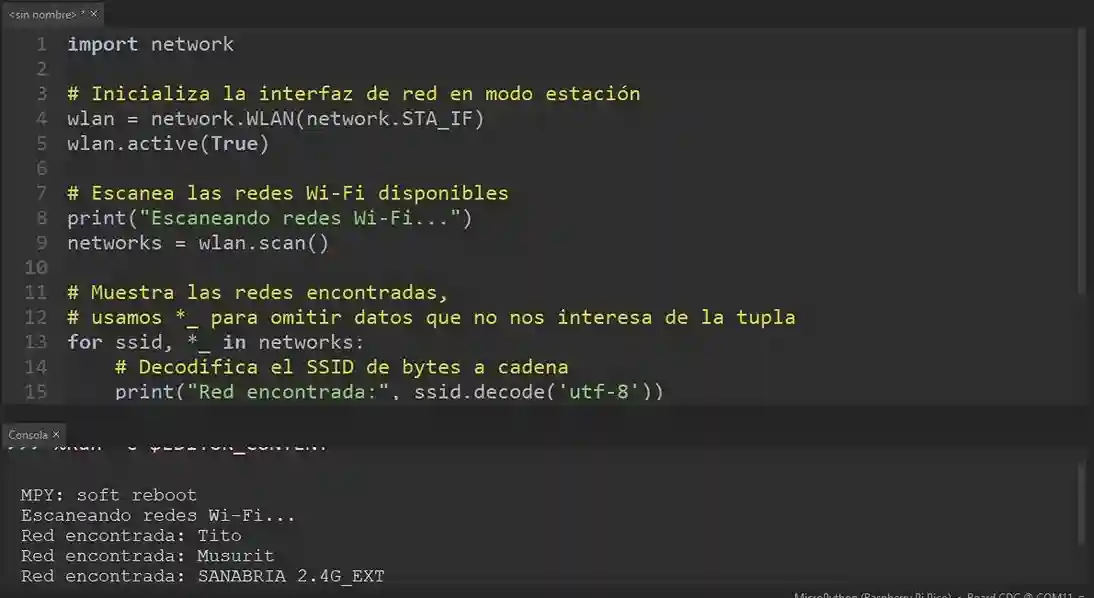 <sin nombre> * ×
1 import network
2
3 # Inicializa la interfaz de red en modo estación
4 wlan = network.WLAN(network.STA_IF)
5 wlan.active(True)
6
7 # Escanea las redes Wi-Fi disponibles
8 print("Escaneando redes Wi-Fi...")
9 networks = wlan.scan()
10
11 # Muestra las redes encontradas,
12 # usamos *_ para omitir datos que no nos interesa de la tupla
13 for ssid, *_ in networks:
14     # Decodifica el SSID de bytes a cadena
15     print("Red encontrada:", ssid.decode('utf-8'))
Consola ×
>>> %Run -c $EDITOR_CONTENT
MPY: soft reboot
Escaneando redes Wi-Fi...
Red encontrada: Tito
Red encontrada: Musurit
Red encontrada: SANABRIA 2.4G_EXT
MicroPython (Raspberry Pi Pico) • Board CDC @ COM11